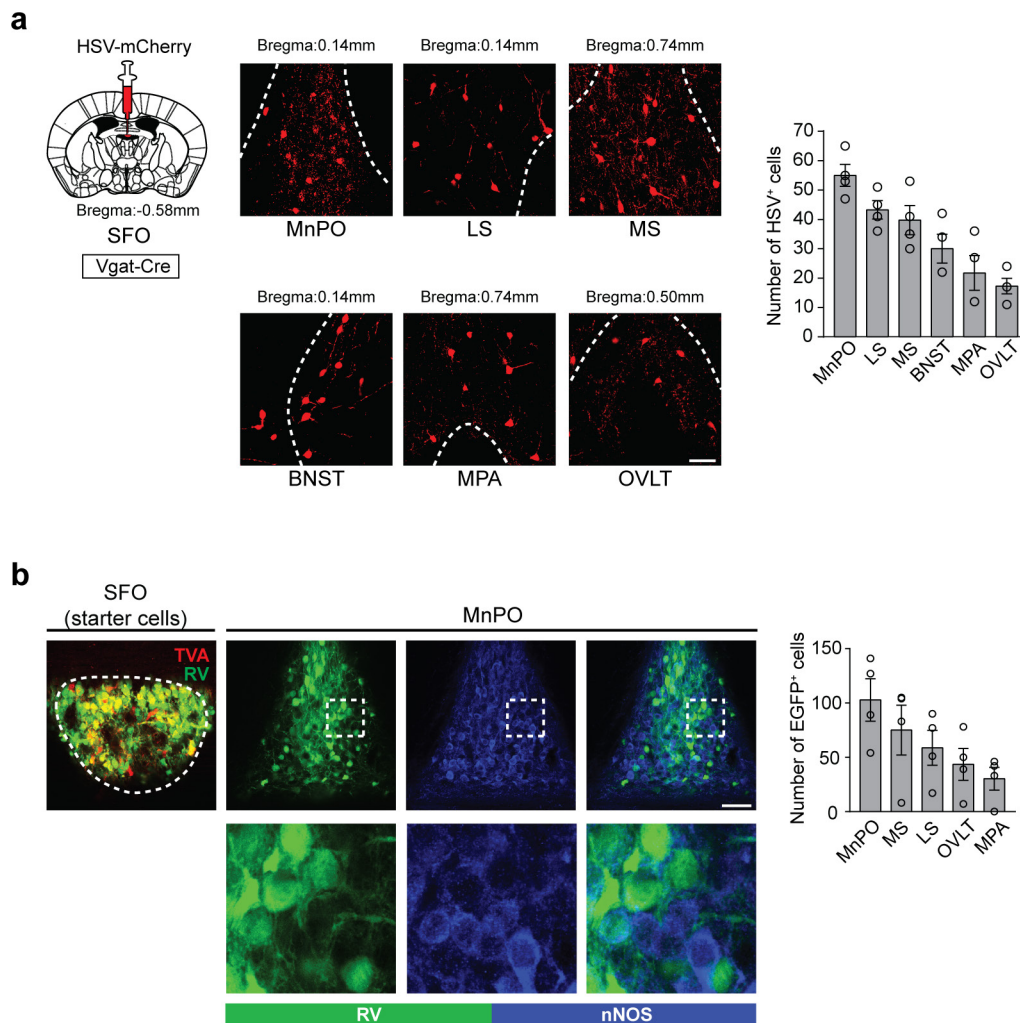 a
HSV-mCherry
Bregma:-0.58mm
SFO
Vgat-Cre
Bregma:0.14mm
Bregma:0.14mm
Bregma:0.74mm
MnPO
LS
MS
Bregma:0.14mm
Bregma:0.74mm
Bregma:0.50mm
BNST
MPA
OVLT
Number of HSV⁺ cells
70
60
50
40
30
20
10
0
MnPO
LS
MS
BNST
MPA
OVLT
b
SFO
(starter cells)
TVA
RV
MnPO
RV
nNOS
Number of EGFP⁺ cells
150
100
50
0
MnPO
MS
LS
OVLT
MPA